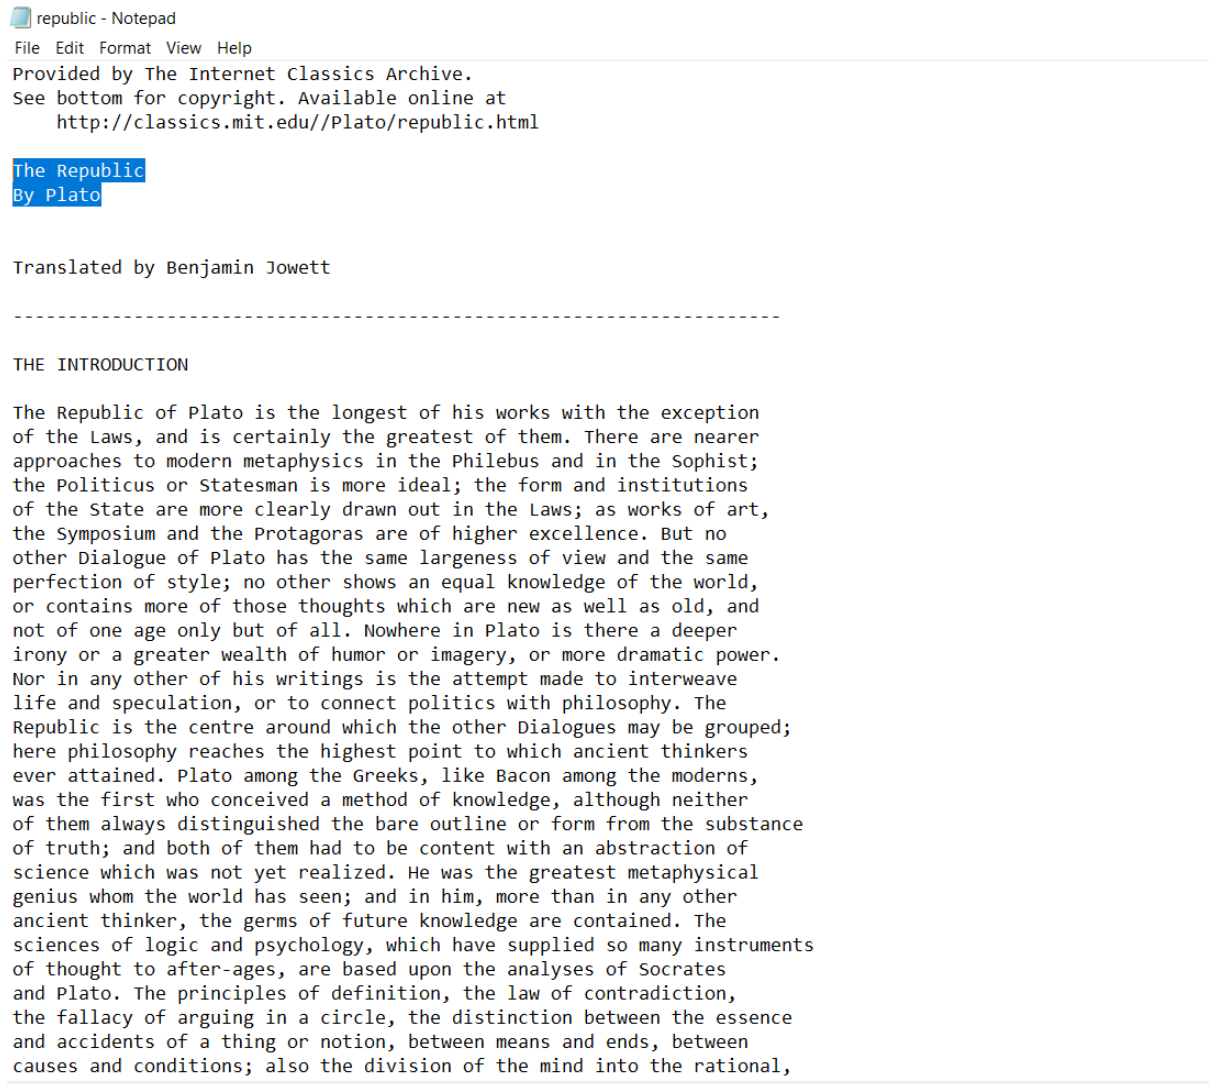 republic - Notepad
File Edit Format View Help
Provided by The Internet Classics Archive.
See bottom for copyright. Available online at
    http://classics.mit.edu//Plato/republic.html
The Republic
By Plato
Translated by Benjamin Jowett
----------------------------------------------------------------------
THE INTRODUCTION
The Republic of Plato is the longest of his works with the exception
of the Laws, and is certainly the greatest of them. There are nearer
approaches to modern metaphysics in the Philebus and in the Sophist;
the Politicus or Statesman is more ideal; the form and institutions
of the State are more clearly drawn out in the Laws; as works of art,
the Symposium and the Protagoras are of higher excellence. But no
other Dialogue of Plato has the same largeness of view and the same
perfection of style; no other shows an equal knowledge of the world,
or contains more of those thoughts which are new as well as old, and
not of one age only but of all. Nowhere in Plato is there a deeper
irony or a greater wealth of humor or imagery, or more dramatic power.
Nor in any other of his writings is the attempt made to interweave
life and speculation, or to connect politics with philosophy. The
Republic is the centre around which the other Dialogues may be grouped;
here philosophy reaches the highest point to which ancient thinkers
ever attained. Plato among the Greeks, like Bacon among the moderns,
was the first who conceived a method of knowledge, although neither
of them always distinguished the bare outline or form from the substance
of truth; and both of them had to be content with an abstraction of
science which was not yet realized. He was the greatest metaphysical
genius whom the world has seen; and in him, more than in any other
ancient thinker, the germs of future knowledge are contained. The
sciences of logic and psychology, which have supplied so many instruments
of thought to after-ages, are based upon the analyses of Socrates
and Plato. The principles of definition, the law of contradiction,
the fallacy of arguing in a circle, the distinction between the essence
and accidents of a thing or notion, between means and ends, between
causes and conditions; also the division of the mind into the rational,